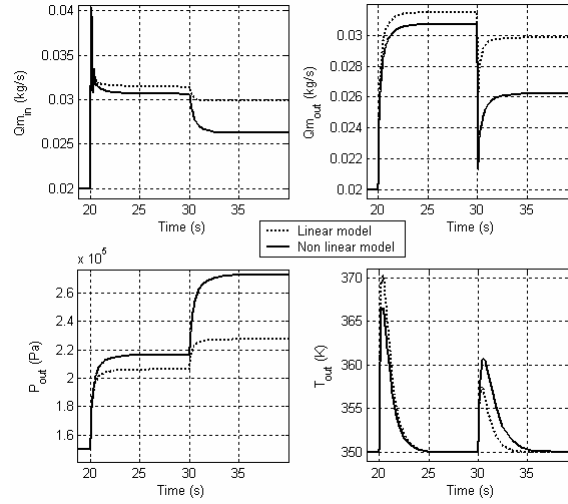 0.04
0.035
0.03
0.025
0.02
Qm_in (kg/s)
20 25 30 35
Time (s)
0.03
0.028
0.026
0.024
0.022
0.02
Qm_out (kg/s)
20 25 30 35
Time (s)
Linear model
Non linear model
x 10^5
2.6
2.4
2.2
2
1.8
1.6
P_out (Pa)
20 25 30 35
Time (s)
370
365
360
355
350
T_out (K)
20 25 30 35
Time (s)